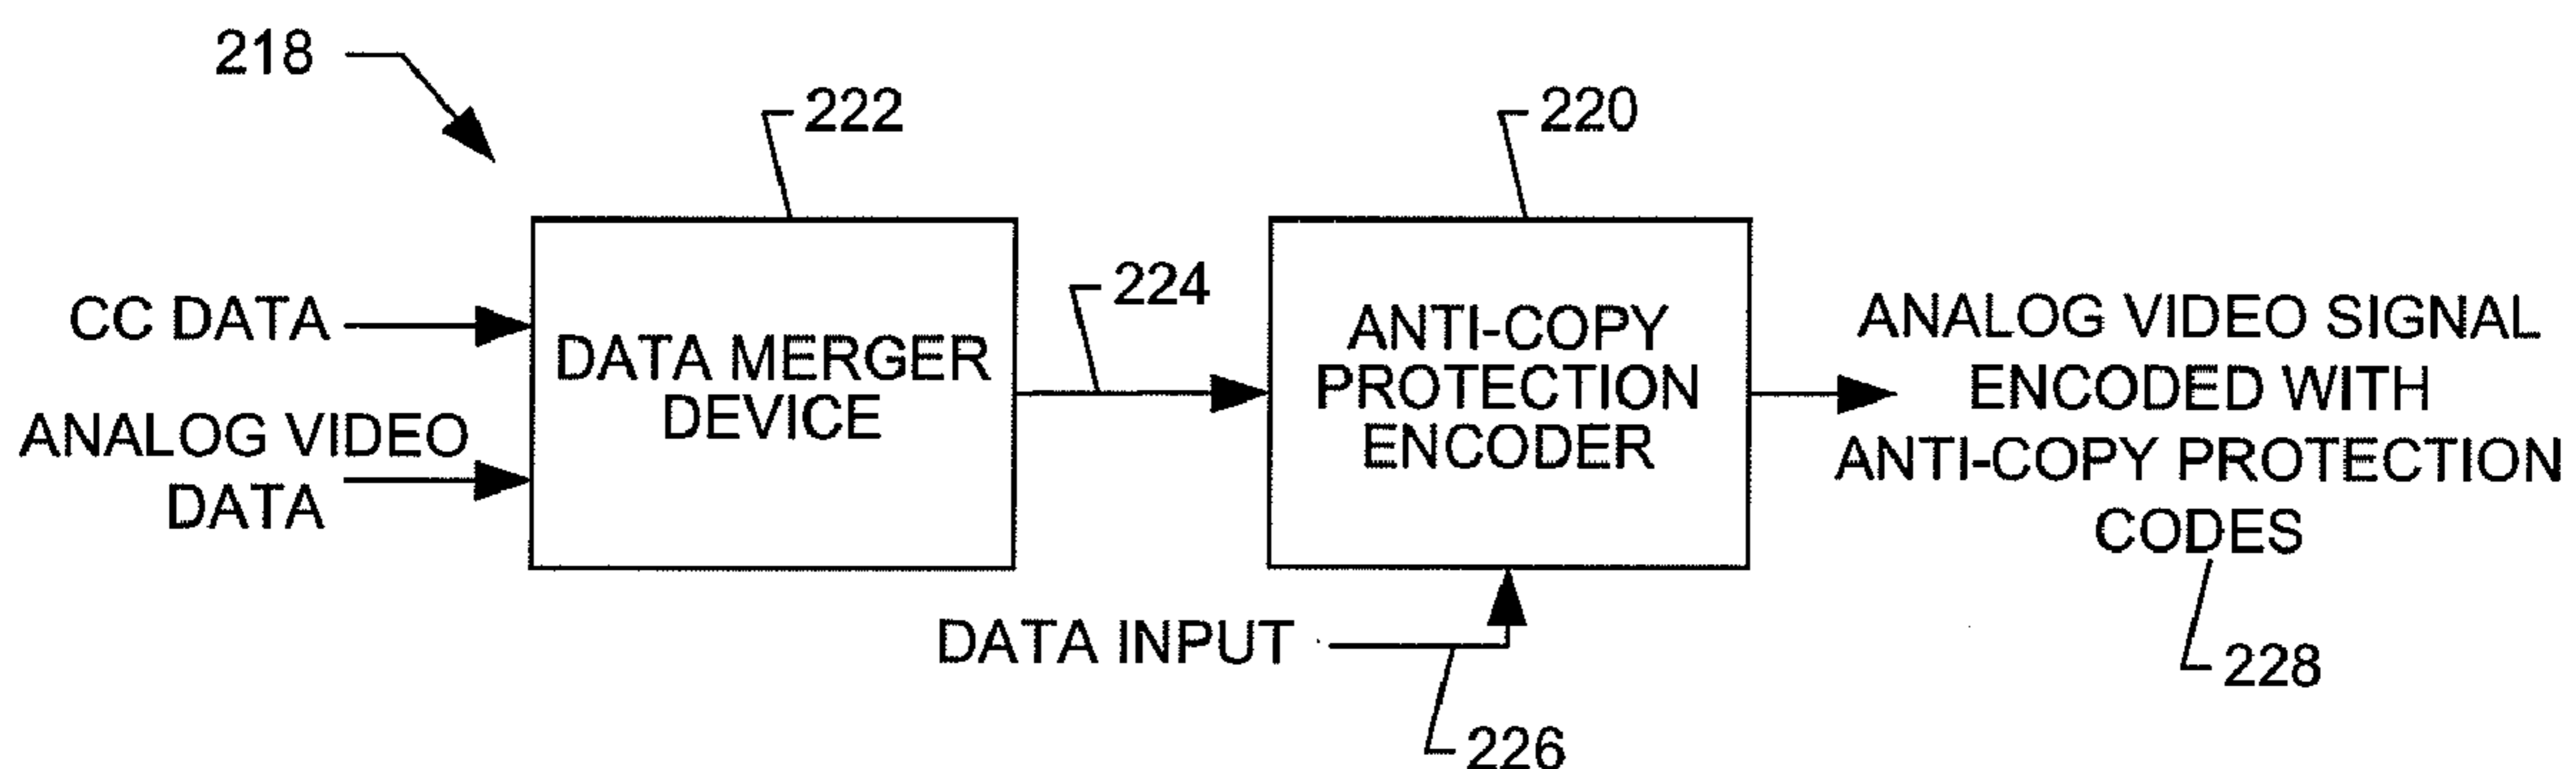 218
222
220
224
CC DATA
ANALOG VIDEO
DATA
DATA MERGER
DEVICE
ANTI-COPY
PROTECTION
ENCODER
ANALOG VIDEO SIGNAL
ENCODED WITH
ANTI-COPY PROTECTION
CODES
DATA INPUT
226
228